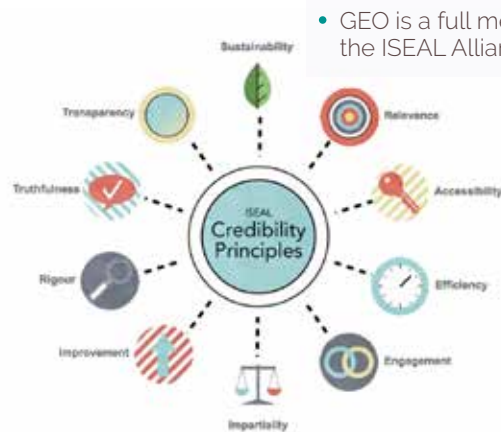 • GEO is a full me
the ISEAL Allian
Sustainability
Transparency
Relevance
Truthfulness
Accessibility
ISEAL
Credibility
Principles
Rigour
Efficiency
Improvement
Engagement
Impartiality